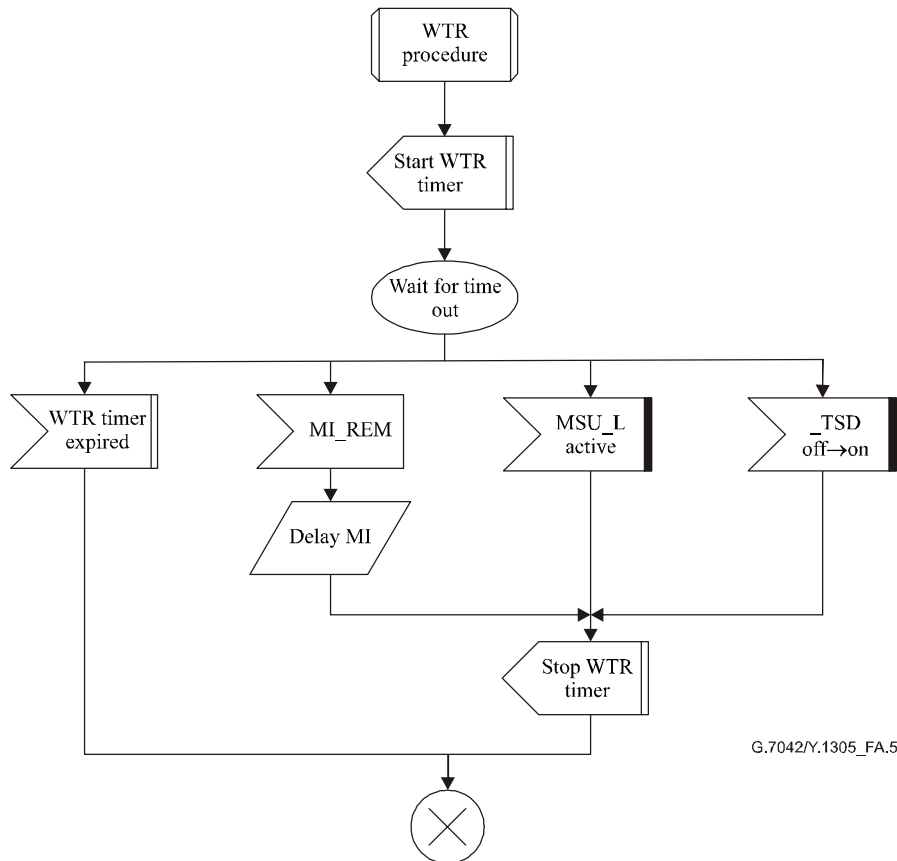 WTR
procedure
Start WTR
timer
Wait for time
out
WTR timer
expired
MI_REM
MSU_L
active
_TSD
off→on
Delay MI
Stop WTR
timer
G.7042/Y.1305_FA.5